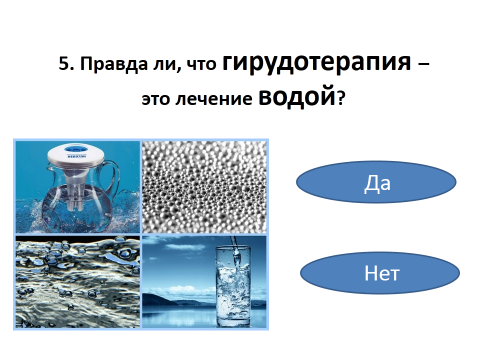 5. Правда ли, что гирудотерапия –
это лечение водой?
Да
Нет